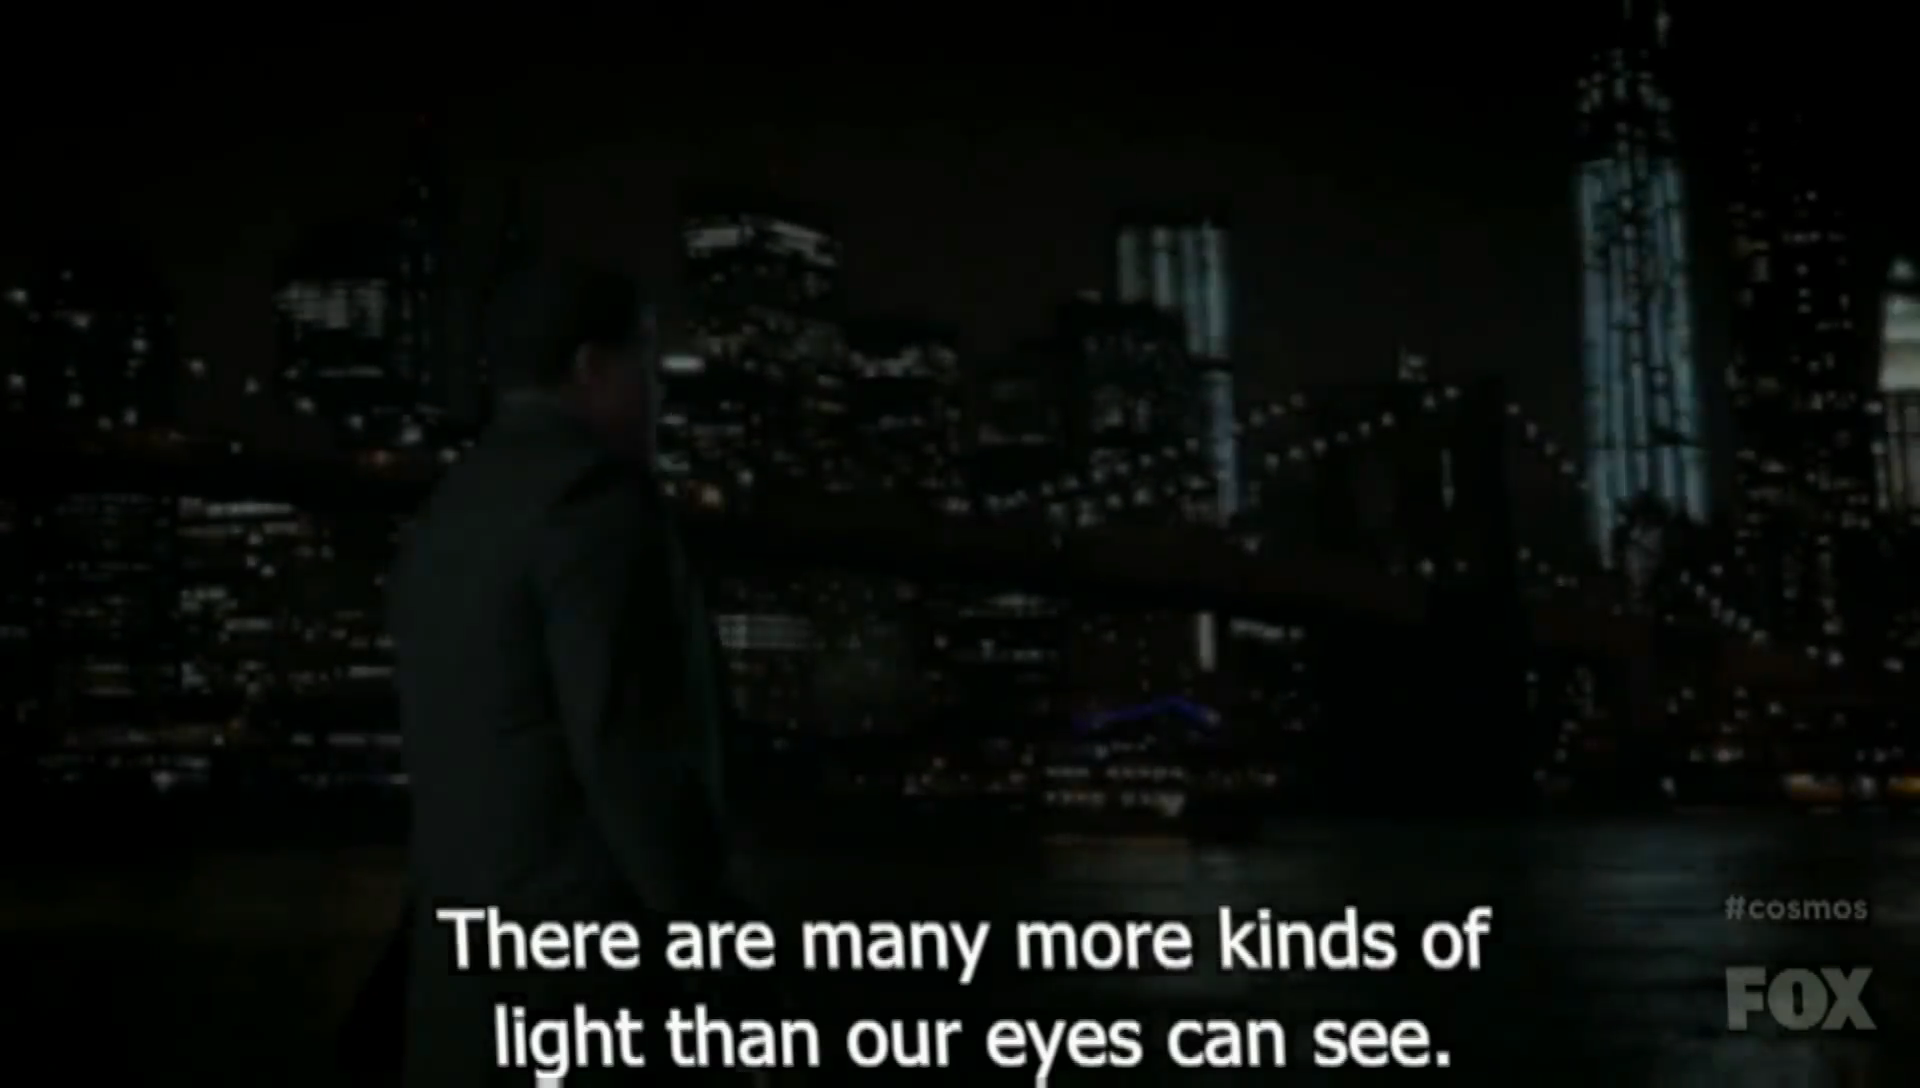 #cosmos
FOX
There are many more kinds of
light than our eyes can see.